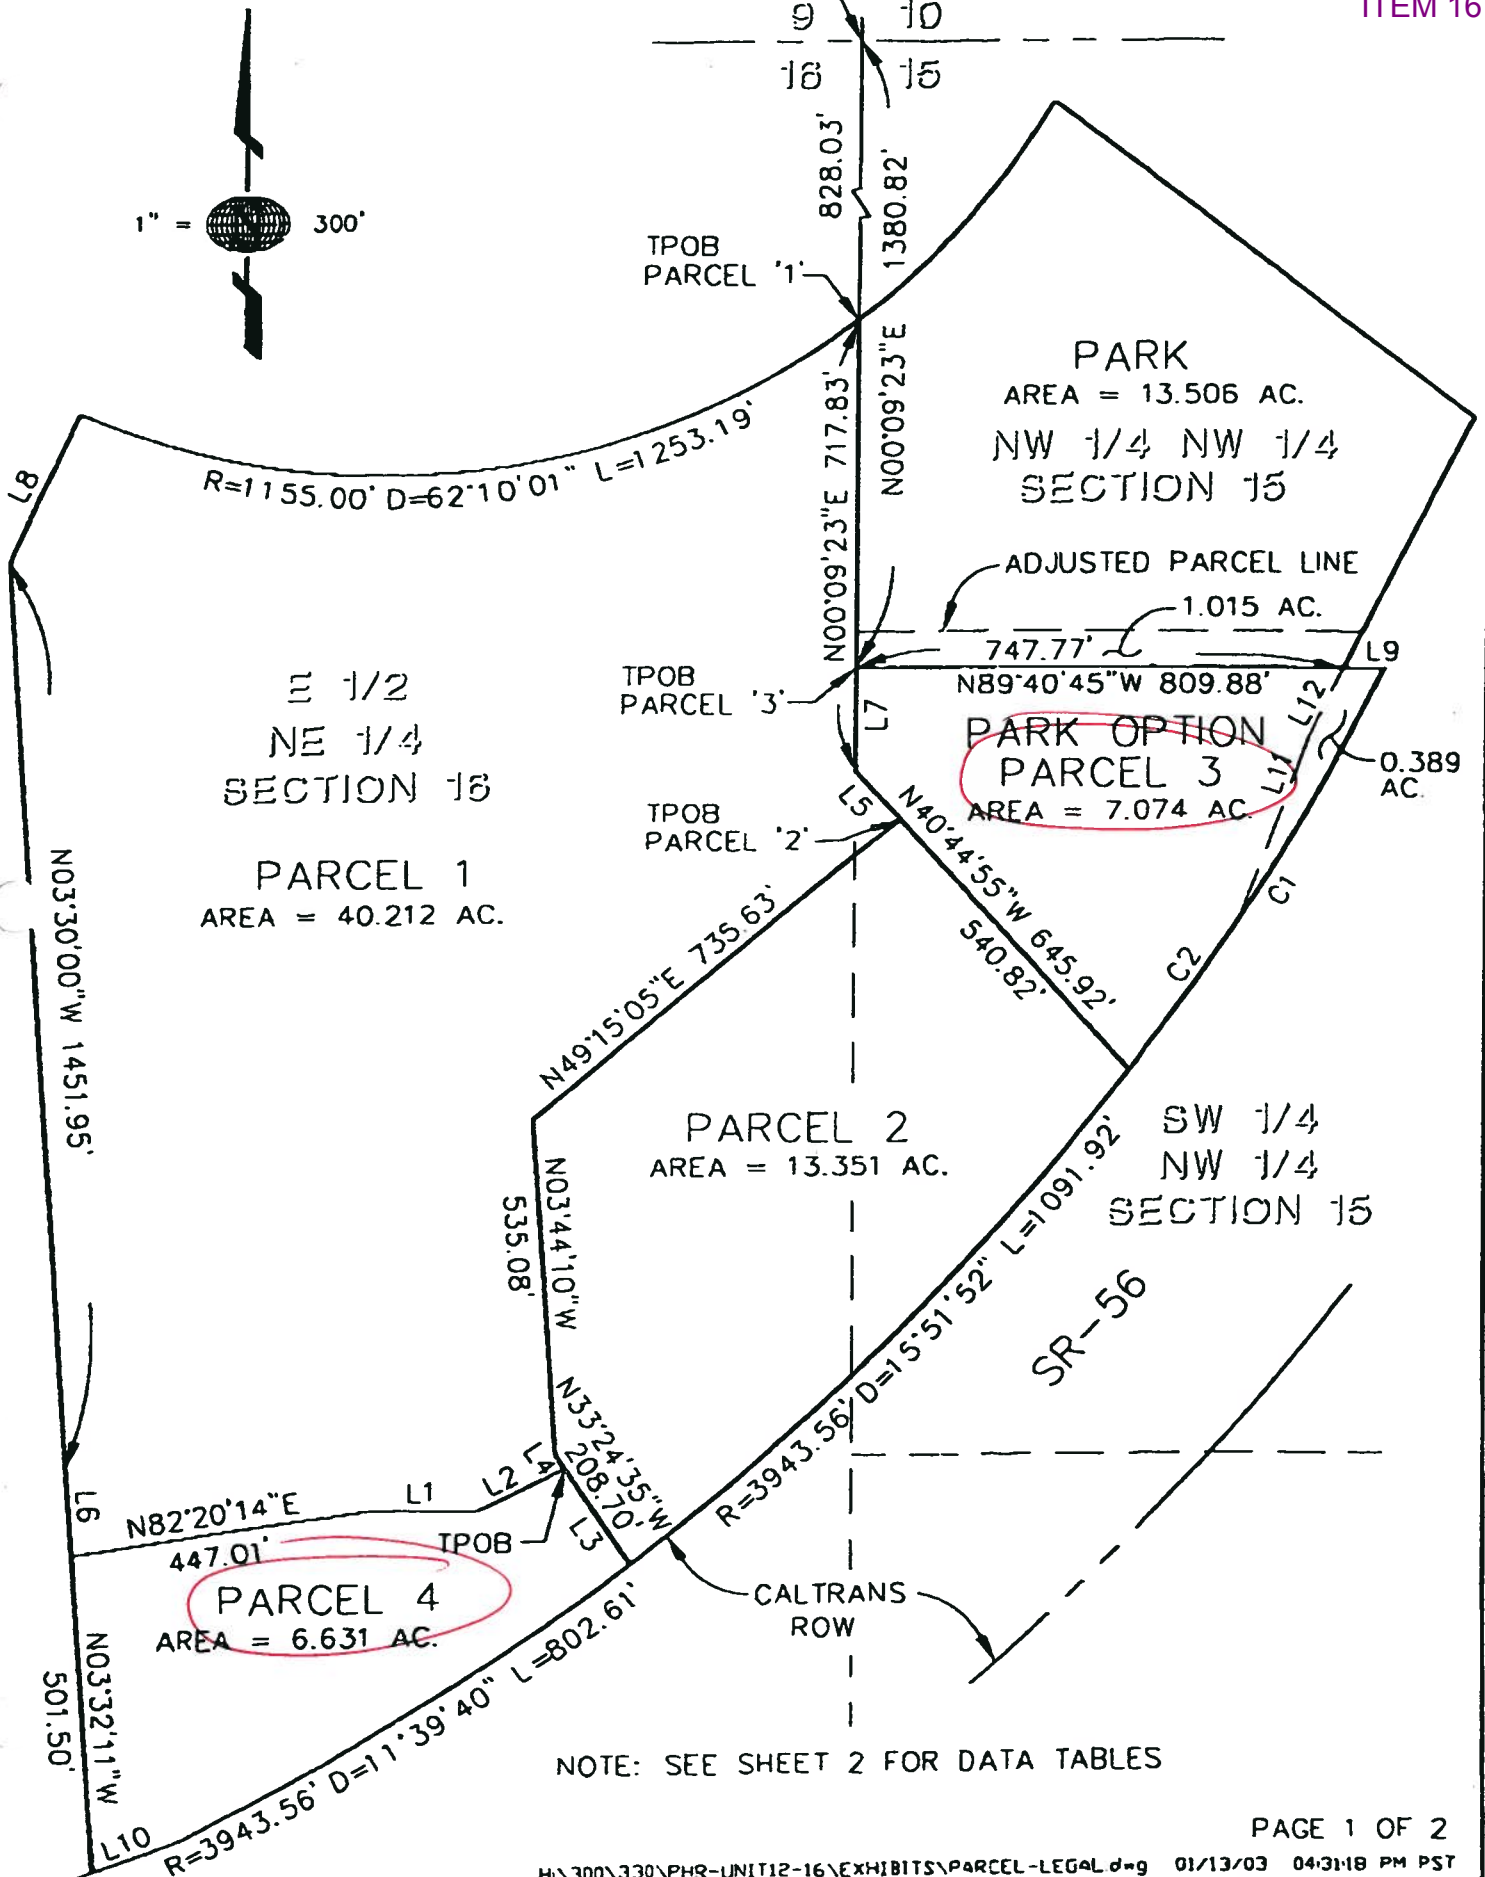 ITEM 16
9 10
16 15
828.03'
1380.82'
1" = 300'
TPOB
PARCEL '1'
N00°09'23"E 717.83'
N00°09'23"E
PARK
AREA = 13.506 AC.
NW 1/4 NW 1/4
SECTION 15
L8
R=1155.00' D=62°10'01" L=1253.19'
ADJUSTED PARCEL LINE
1.015 AC.
747.77'
L9
N89°40'45"W 809.88'
TPOB
PARCEL '3'
L7
L12
E 1/2
NE 1/4
SECTION 16
PARK OPTION
PARCEL 3
AREA = 7.074 AC.
L11
0.389
AC.
L5
TPOB
PARCEL '2'
N40°44'55"W 645.92'
540.82'
C1
C2
PARCEL 1
AREA = 40.212 AC.
N03°30'00"W 1451.95'
N49°15'05"E 735.63'
PARCEL 2
AREA = 13.351 AC.
SW 1/4
NW 1/4
SECTION 15
N03°44'10"W
535.08'
SR-56
R=3943.56' D=15°51'52" L=1091.92'
N33°24'35"W
208.70'
L4
L2
L1
L6
N82°20'14"E
447.01'
TPOB
L3
PARCEL 4
AREA = 6.631 AC.
CALTRANS
ROW
N03°32'11"W
501.50'
L10
R=3943.56' D=11°39'40" L=802.61'
NOTE: SEE SHEET 2 FOR DATA TABLES
PAGE 1 OF 2
H:\300\330\PHR-UNIT12-16\EXHIBITS\PARCEL-LEGAL.dwg 01/13/03 04:31:18 PM PST